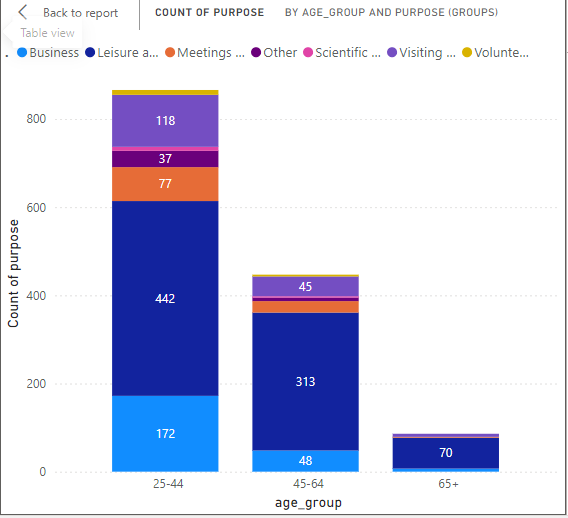 Back to report
COUNT OF PURPOSE BY AGE_GROUP AND PURPOSE (GROUPS)
Table view
Business Leisure a... Meetings ... Other Scientific ... Visiting ... Volunte...
800
600
400
200
0
Count of purpose
118
37
77
442
172
45
313
48
70
25-44 45-64 65+
age_group